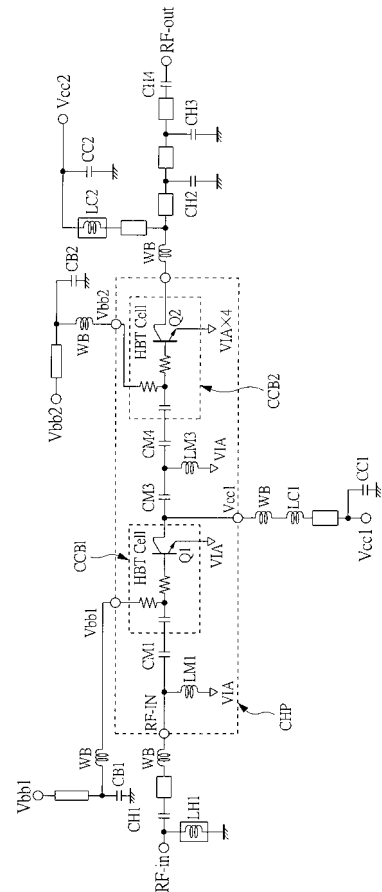 Vbb1
CB1
WB
CH1
RF-in
LH1
WB
RF-IN
LM1
VIA
CHP
CM1
Vbb1
CCB1
HBT Cell
Q1
VIA
Vcc1
WB
LC1
CC1
Vcc1
CM3
LM3
VIA
CM4
Vbb2
WB
CB2
Vbb2
HBT Cell
Q2
VIA×4
CCB2
WB
LC2
CC2
Vcc2
CH2
CH3
CH4
RF-out